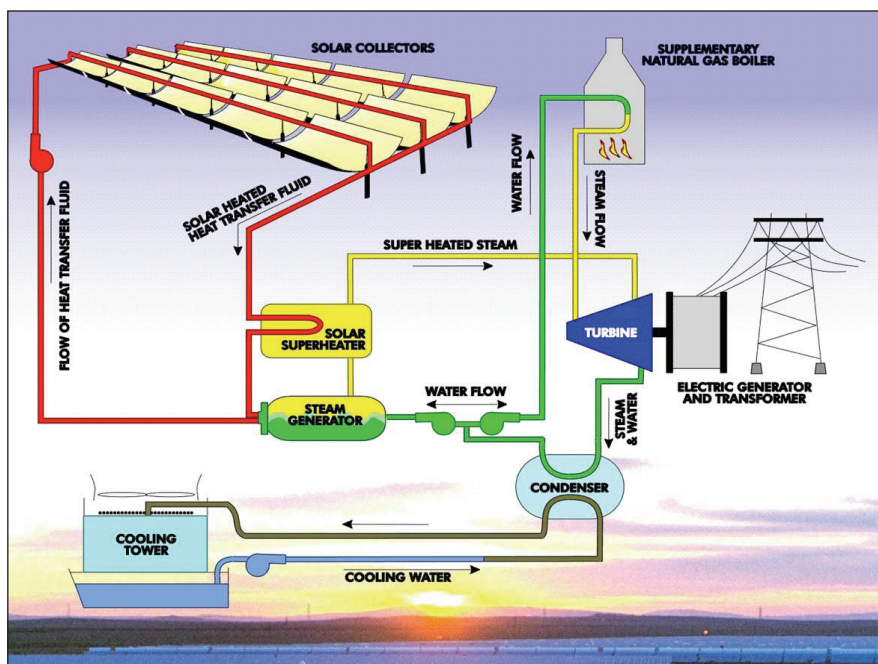 SOLAR COLLECTORS
SUPPLEMENTARY
NATURAL GAS BOILER
FLOW OF HEAT TRANSFER FLUID
SOLAR HEATED
HEAT TRANSFER FLUID
WATER FLOW
STEAM FLOW
SUPER HEATED STEAM
SOLAR
SUPERHEATER
TURBINE
ELECTRIC GENERATOR
AND TRANSFORMER
STEAM
GENERATOR
WATER FLOW
STEAM
& WATER
CONDENSER
COOLING
TOWER
COOLING WATER